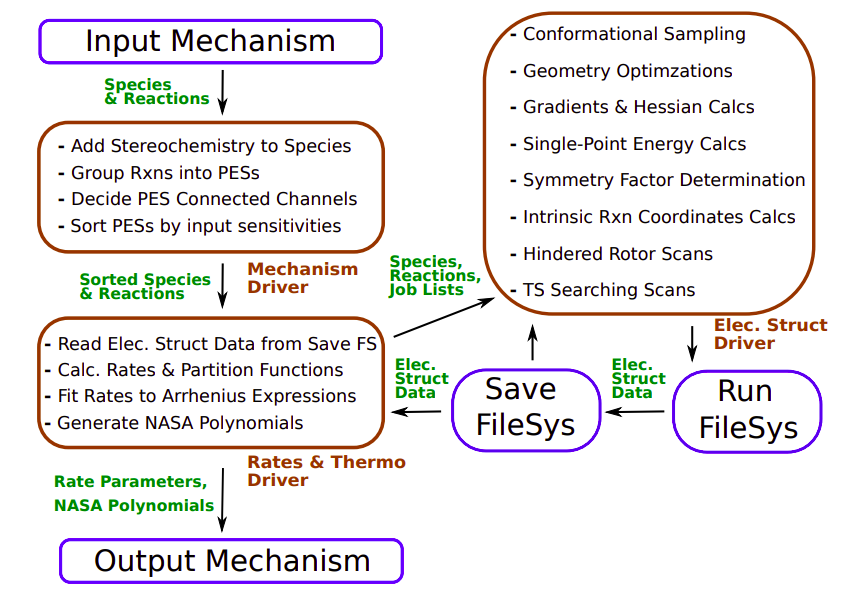 Input Mechanism
Species
& Reactions
- Add Stereochemistry to Species
- Group Rxns into PESs
- Decide PES Connected Channels
- Sort PESs by input sensitivities
Sorted Species
& Reactions
Mechanism
Driver
- Read Elec. Struct Data from Save FS
- Calc. Rates & Partition Functions
- Fit Rates to Arrhenius Expressions
- Generate NASA Polynomials
Rates & Thermo
Driver
Rate Parameters,
NASA Polynomials
Output Mechanism
Species,
Reactions,
Job Lists
- Conformational Sampling
- Geometry Optimzations
- Gradients & Hessian Calcs
- Single-Point Energy Calcs
- Symmetry Factor Determination
- Intrinsic Rxn Coordinates Calcs
- Hindered Rotor Scans
- TS Searching Scans
Elec. Struct
Driver
Run
FileSys
Elec.
Struct
Data
Save
FileSys
Elec.
Struct
Data